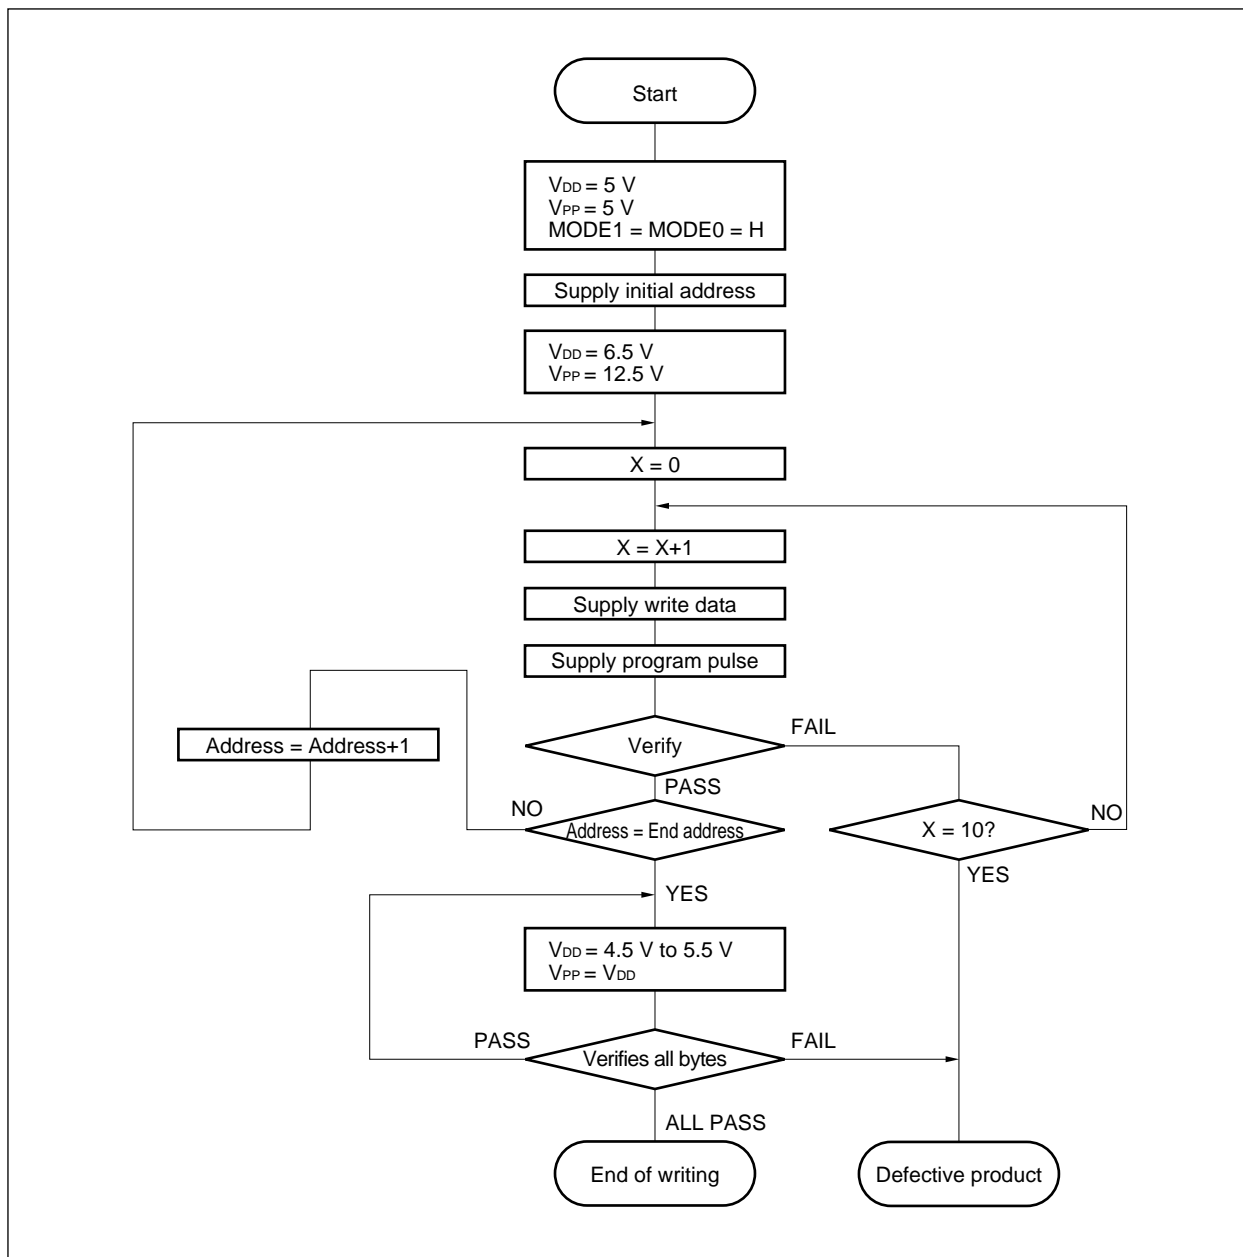 Start
VDD = 5 V
VPP = 5 V
MODE1 = MODE0 = H
Supply initial address
VDD = 6.5 V
VPP = 12.5 V
X = 0
X = X+1
Supply write data
Supply program pulse
Verify
FAIL
PASS
Address = Address+1
NO
Address = End address
X = 10?
NO
YES
YES
VDD = 4.5 V to 5.5 V
VPP = VDD
PASS
Verifies all bytes
FAIL
ALL PASS
End of writing
Defective product